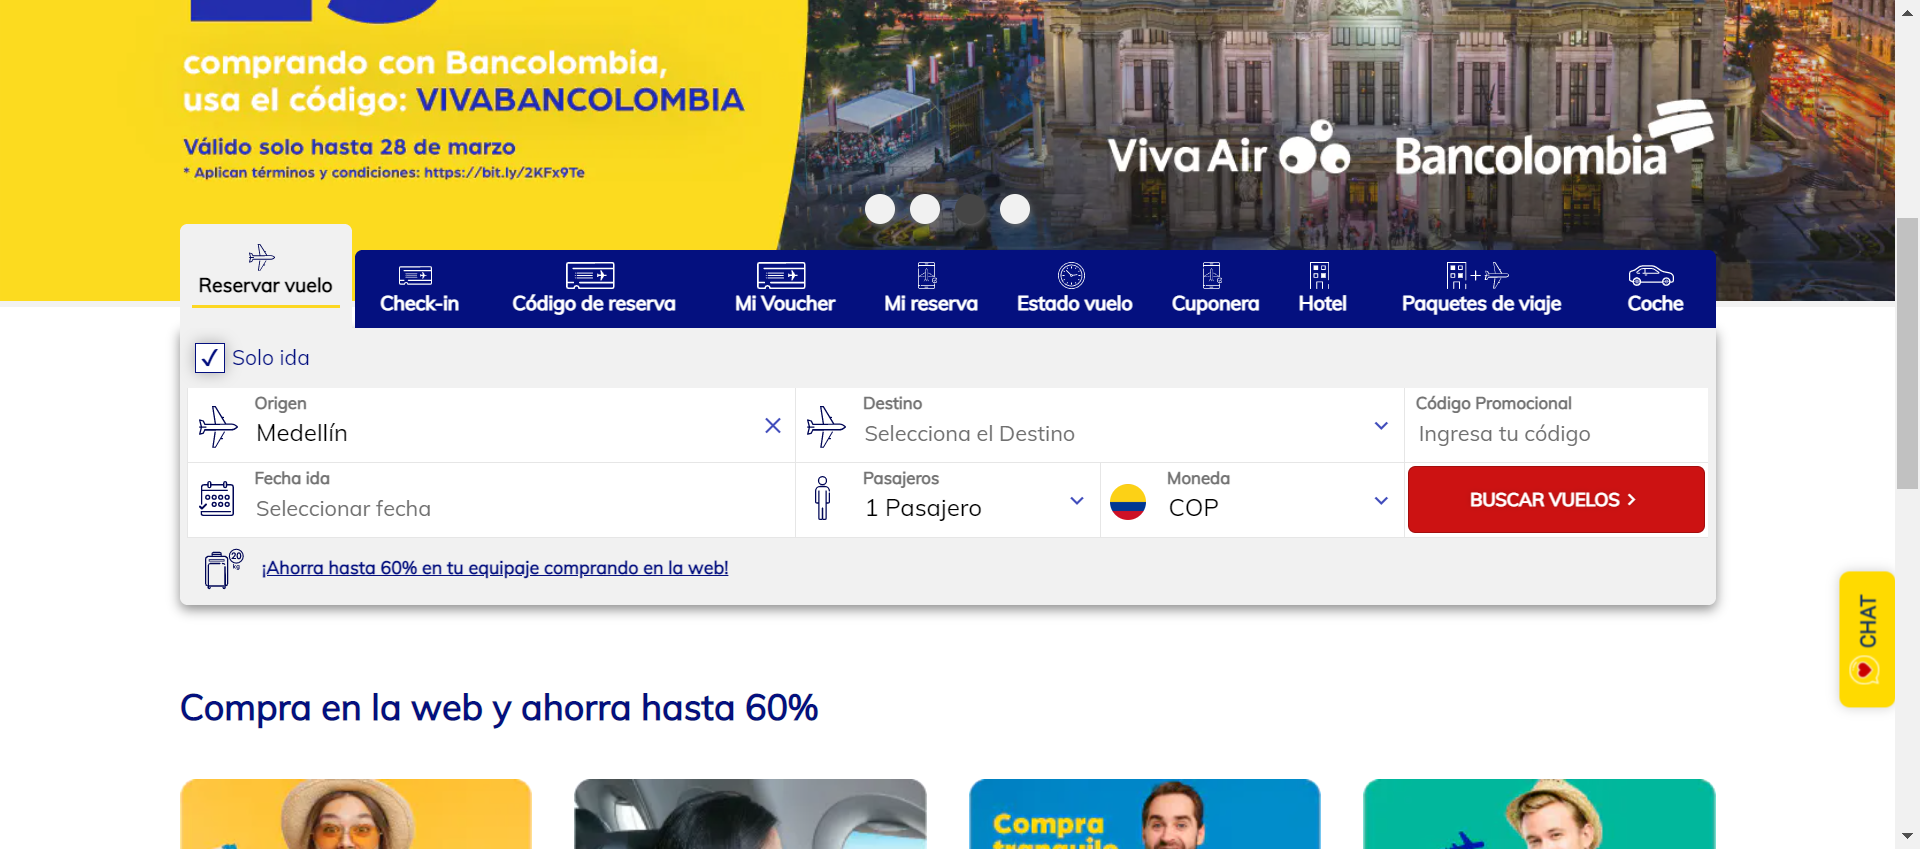 comprando con Bancolombia,
usa el código: VIVABANCOLOMBIA
Válido solo hasta 28 de marzo
* Aplican términos y condiciones: https://bit.ly/2KFx9Te
Viva Air
Bancolombia
Reservar vuelo
Check-in
Código de reserva
Mi Voucher
Mi reserva
Estado vuelo
Cuponera
Hotel
Paquetes de viaje
Coche
Solo ida
Origen
Medellín
Destino
Selecciona el Destino
Código Promocional
Ingresa tu código
Fecha ida
Seleccionar fecha
Pasajeros
1 Pasajero
Moneda
COP
BUSCAR VUELOS >
20
kg
¡Ahorra hasta 60% en tu equipaje comprando en la web!
CHAT
Compra en la web y ahorra hasta 60%
Compra
tranquilo